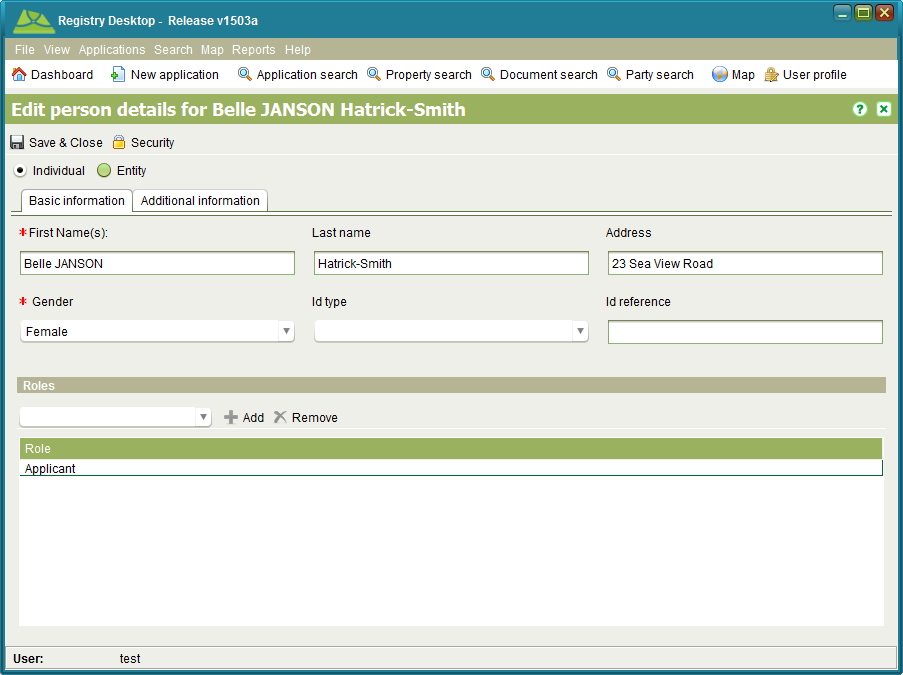 Registry Desktop - Release v1503a
File View Applications Search Map Reports Help
Dashboard New application Application search Property search Document search Party search Map User profile
Edit person details for Belle JANSON Hatrick-Smith ?
Save & Close Security
Individual Entity
Basic information Additional information
* First Name(s): Last name Address
Belle JANSON Hatrick-Smith 23 Sea View Road
* Gender Id type Id reference
Female
Roles
Add Remove
Role
Applicant
User: test